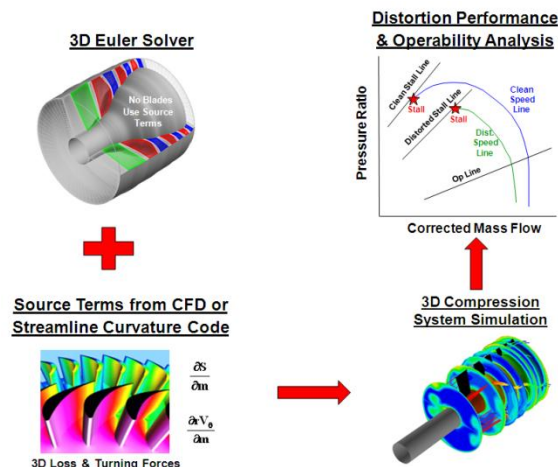 3D Euler Solver
No Blades
Use Source
Terms
Distortion Performance
& Operability Analysis
Pressure Ratio
Clean Stall Line
Distorted Stall Line
Stall
Stall
Clean
Speed
Line
Dist.
Speed
Line
Op Line
Corrected Mass Flow
Source Terms from CFD or
Streamline Curvature Code
∂S
∂m
∂rVθ
∂m
3D Loss & Turning Forces
3D Compression
System Simulation